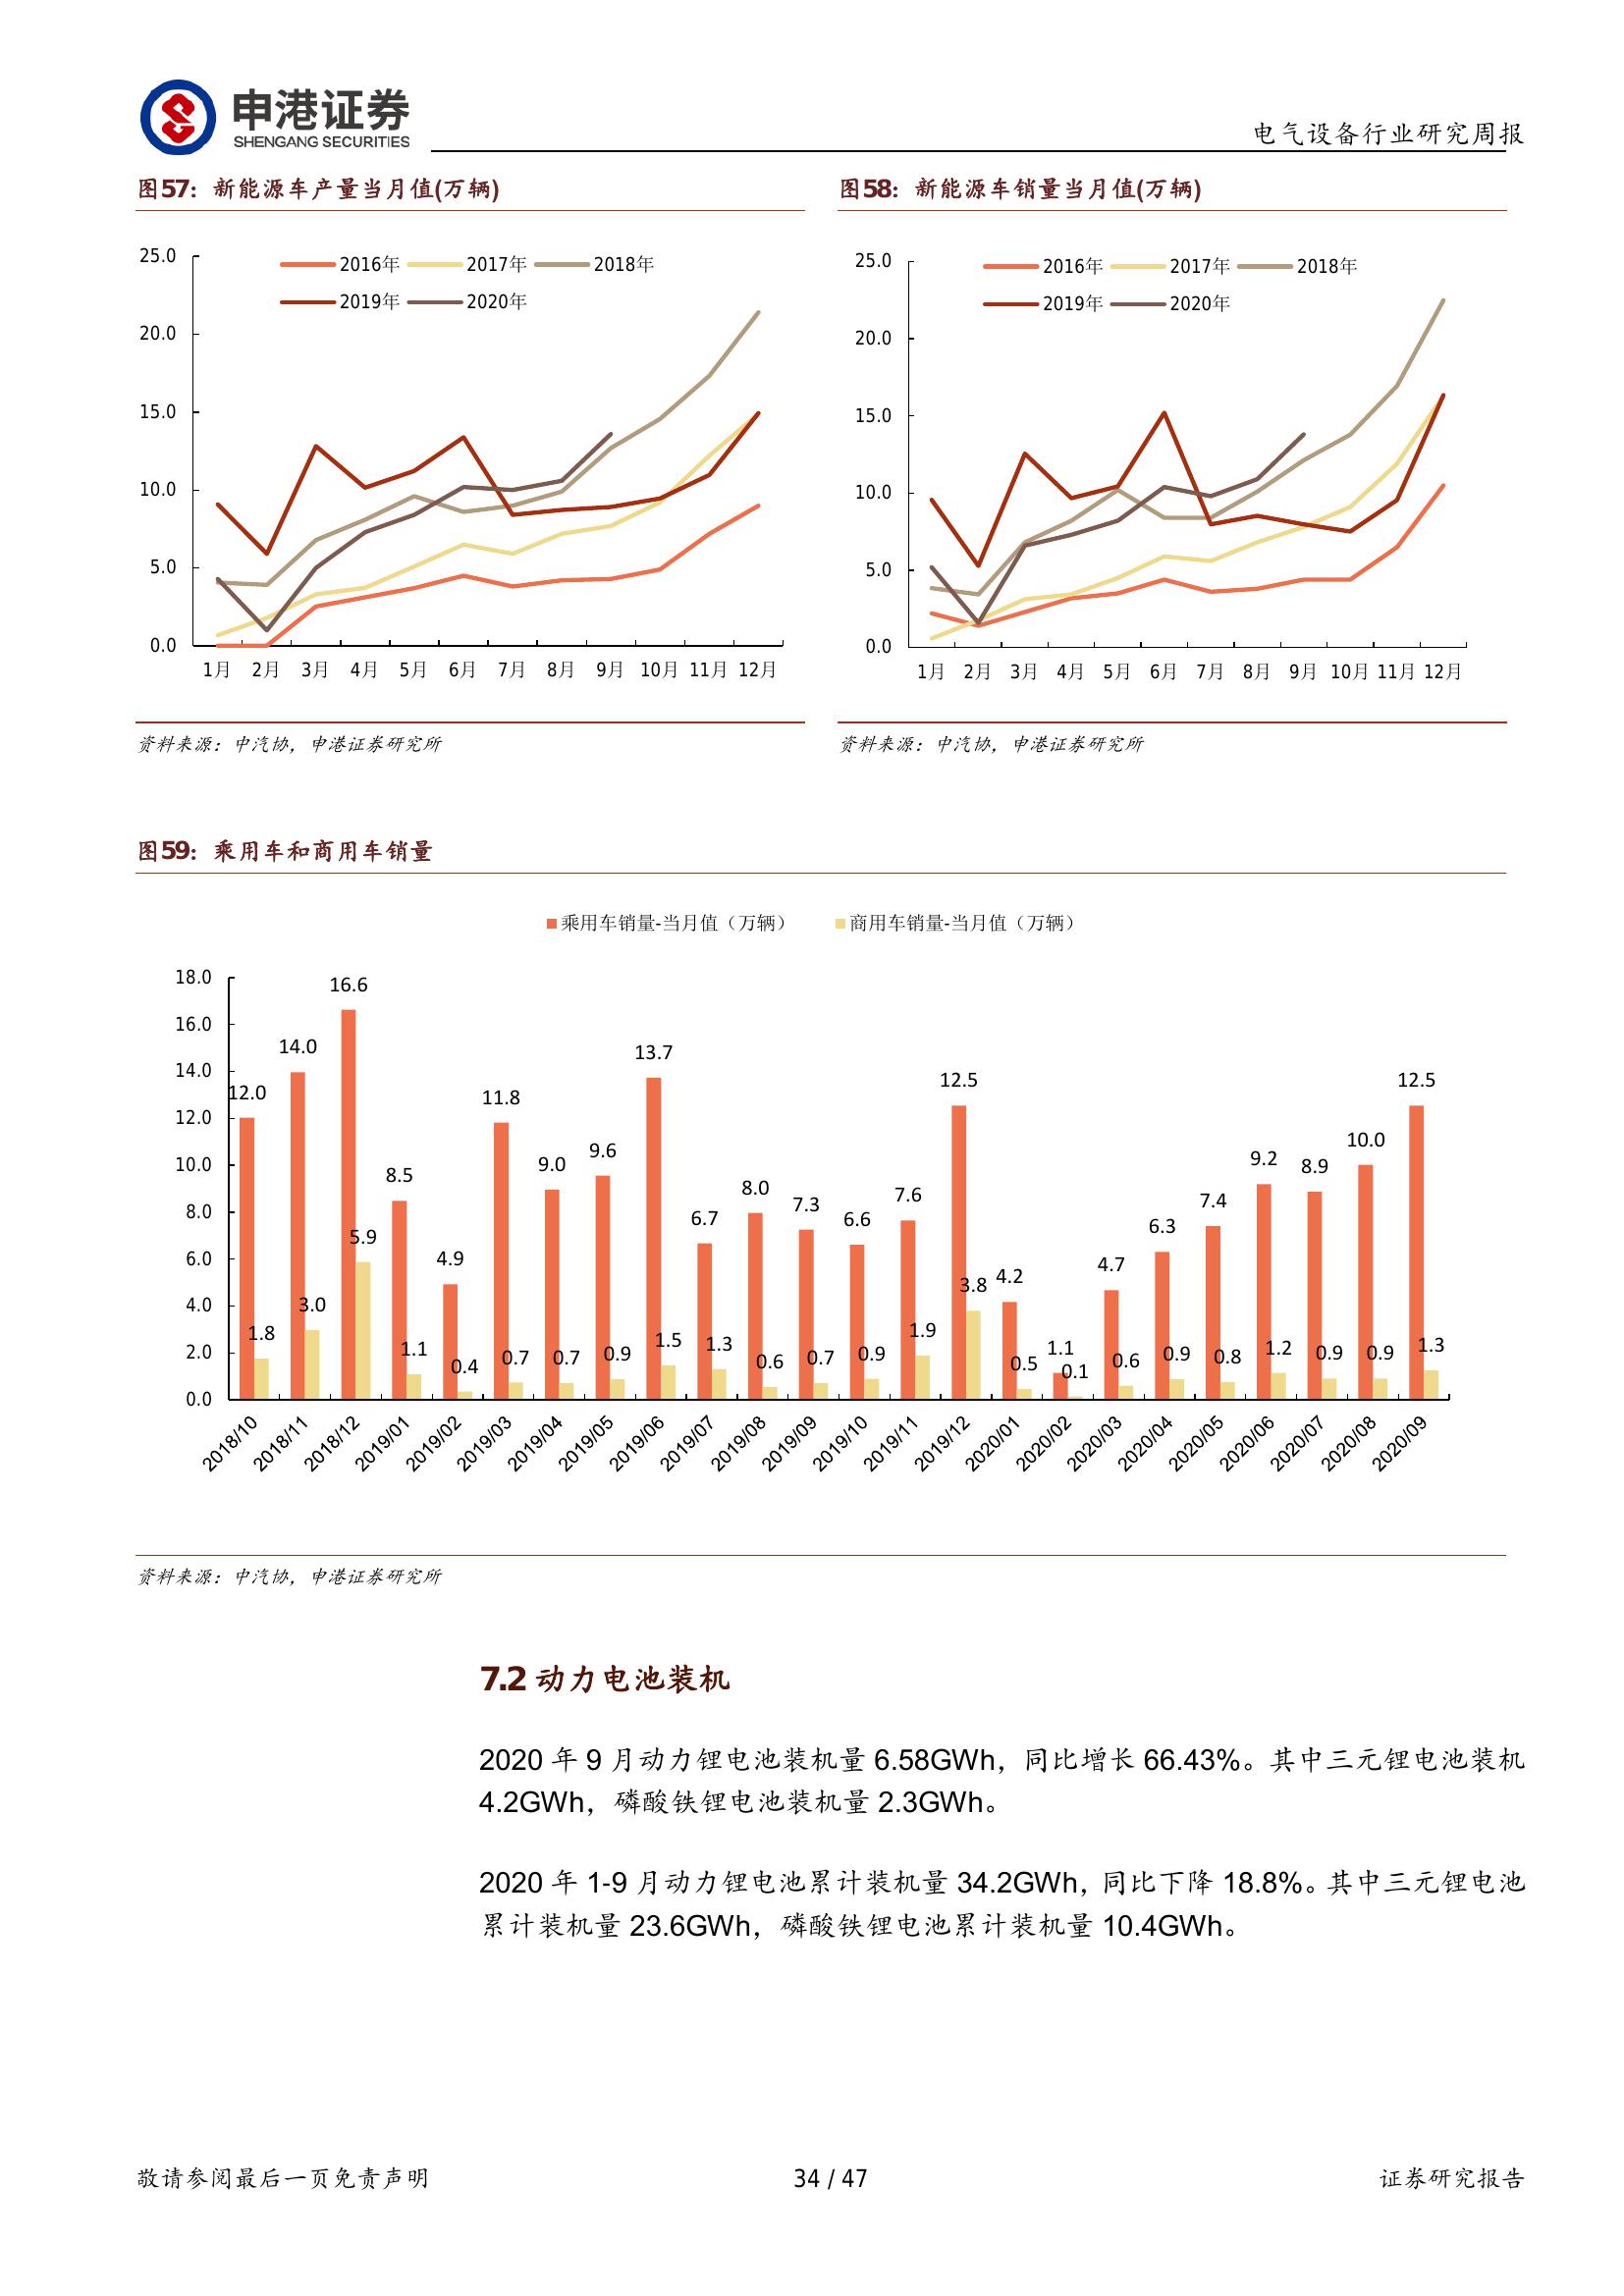 申港证券
SHENGANG SECURITIES
电气设备行业研究周报
图57：新能源车产量当月值(万辆)
25.0
20.0
15.0
10.0
5.0
0.0
2016年 2017年 2018年
2019年 2020年
1月 2月 3月 4月 5月 6月 7月 8月 9月 10月 11月 12月
资料来源：中汽协，申港证券研究所
图58：新能源车销量当月值(万辆)
25.0
20.0
15.0
10.0
5.0
0.0
2016年 2017年 2018年
2019年 2020年
1月 2月 3月 4月 5月 6月 7月 8月 9月 10月 11月 12月
资料来源：中汽协，申港证券研究所
图59：乘用车和商用车销量
乘用车销量-当月值（万辆） 商用车销量-当月值（万辆）
18.0
16.0
14.0
12.0
10.0
8.0
6.0
4.0
2.0
0.0
12.0 14.0 16.6 8.5 4.9 11.8 9.0 9.6 13.7 6.7 8.0 7.3 6.6 7.6 12.5 4.2 1.1 4.7 6.3 7.4 9.2 8.9 10.0 12.5
1.8 3.0 5.9 1.1 0.4 0.7 0.7 0.9 1.5 1.3 0.6 0.7 0.9 1.9 3.8 0.5 0.1 0.6 0.9 0.8 1.2 0.9 0.9 1.3
2018/10 2018/11 2018/12 2019/01 2019/02 2019/03 2019/04 2019/05 2019/06 2019/07 2019/08 2019/09 2019/10 2019/11 2019/12 2020/01 2020/02 2020/03 2020/04 2020/05 2020/06 2020/07 2020/08 2020/09
资料来源：中汽协，申港证券研究所
7.2 动力电池装机
2020 年 9 月动力锂电池装机量 6.58GWh，同比增长 66.43%。其中三元锂电池装机
4.2GWh，磷酸铁锂电池装机量 2.3GWh。
2020 年 1-9 月动力锂电池累计装机量 34.2GWh，同比下降 18.8%。其中三元锂电池
累计装机量 23.6GWh，磷酸铁锂电池累计装机量 10.4GWh。
敬请参阅最后一页免责声明
34 / 47
证券研究报告